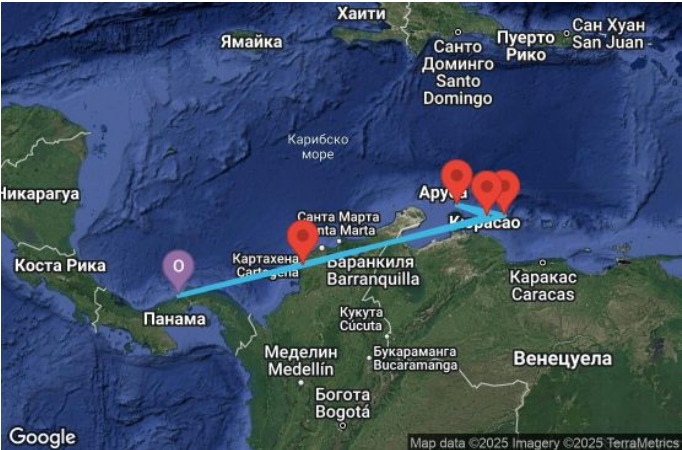 Хаити
Ямайка
Сан Хуан
San Juan
Пуерто
Рико
Санто
Доминго
Santo
Domingo
Карибско
море
Никарагуа
Аруба
Кюрасао
Санта Марта
Santa Marta
Картахена
Cartagena
Баранкиля
Barranquilla
Коста Рика
O
Панама
Каракас
Caracas
Кукута
Cúcuta
Меделин
Medellín
Букараманга
Bucaramanga
Венецуела
Богота
Bogotá
Google
Map data ©2025 Imagery ©2025 TerraMetrics